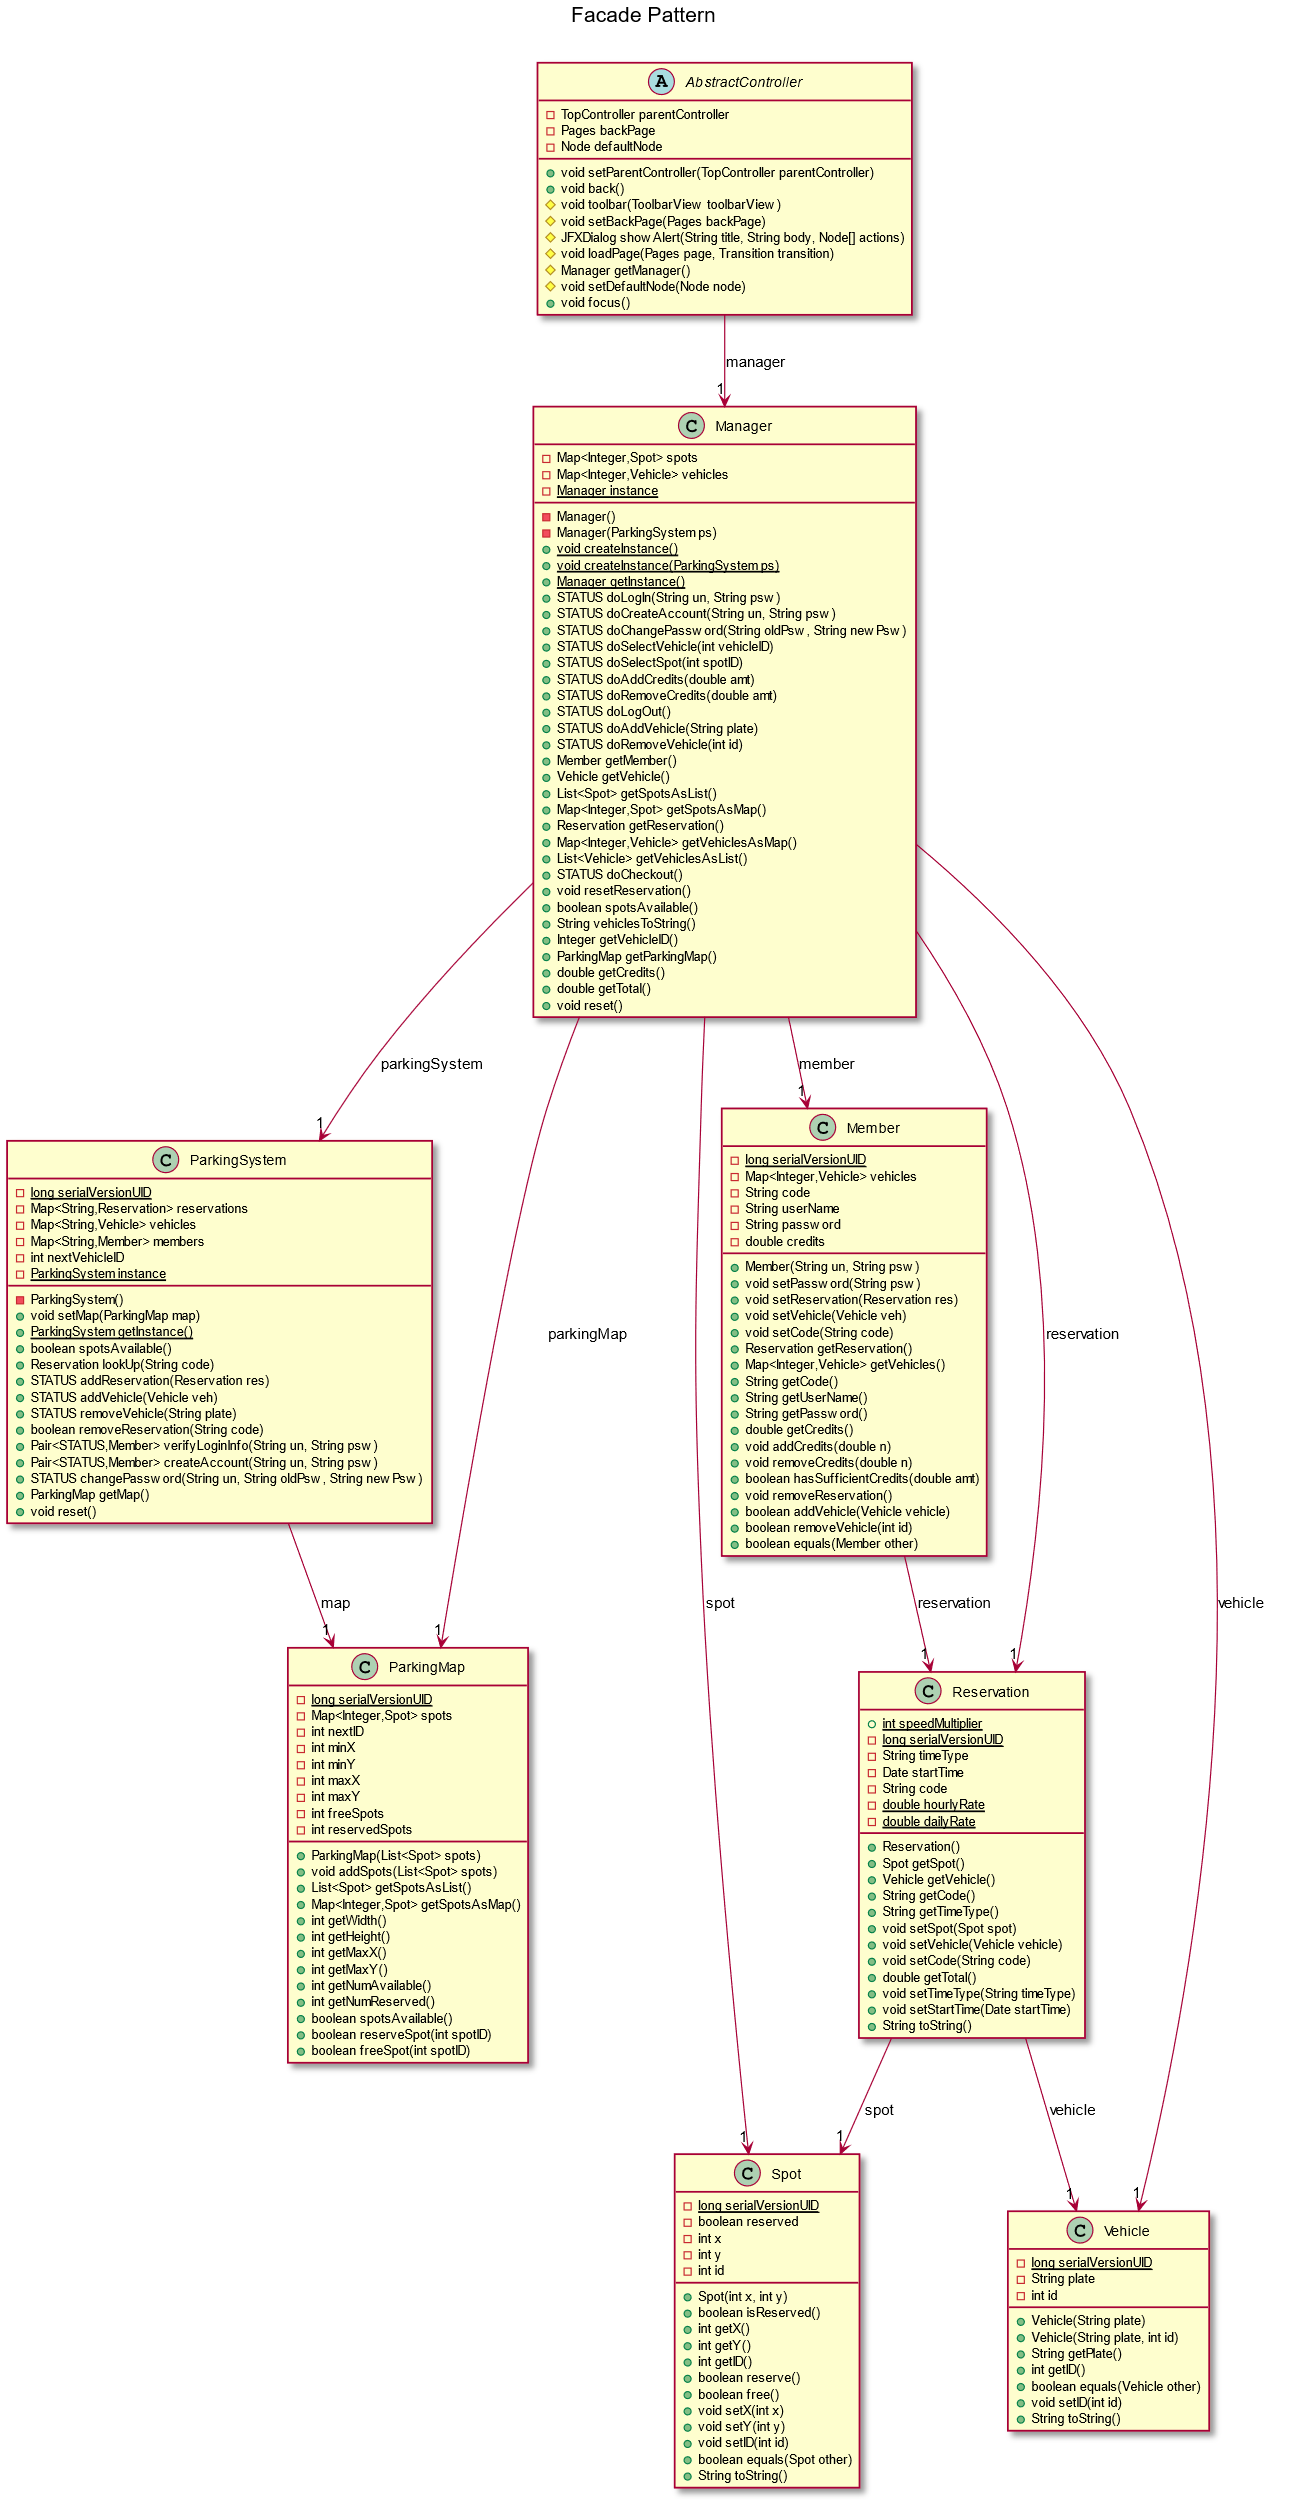 Facade Pattern
A AbstractController
TopController parentController
Pages backPage
Node defaultNode
void setParentController(TopController parentController)
void back()
void toolbar(ToolbarView toolbarView)
void setBackPage(Pages backPage)
JFXDialog showAlert(String title, String body, Node[] actions)
void loadPage(Pages page, Transition transition)
Manager getManager()
void setDefaultNode(Node node)
void focus()
manager
1
C Manager
Map<Integer,Spot> spots
Map<Integer,Vehicle> vehicles
Manager instance
Manager()
Manager(ParkingSystem ps)
void createInstance()
void createInstance(ParkingSystem ps)
Manager getInstance()
STATUS doLogIn(String un, String psw)
STATUS doCreateAccount(String un, String psw)
STATUS doChangePassword(String oldPsw, String newPsw)
STATUS doSelectVehicle(int vehicleID)
STATUS doSelectSpot(int spotID)
STATUS doAddCredits(double amt)
STATUS doRemoveCredits(double amt)
STATUS doLogOut()
STATUS doAddVehicle(String plate)
STATUS doRemoveVehicle(int id)
Member getMember()
Vehicle getVehicle()
List<Spot> getSpotsAsList()
Map<Integer,Spot> getSpotsAsMap()
Reservation getReservation()
Map<Integer,Vehicle> getVehiclesAsMap()
List<Vehicle> getVehiclesAsList()
STATUS doCheckout()
void resetReservation()
boolean spotsAvailable()
String vehiclesToString()
Integer getVehicleID()
ParkingMap getParkingMap()
double getCredits()
double getTotal()
void reset()
parkingSystem
1
member
1
C ParkingSystem
long serialVersionUID
Map<String,Reservation> reservations
Map<String,Vehicle> vehicles
Map<String,Member> members
int nextVehicleID
ParkingSystem instance
ParkingSystem()
void setMap(ParkingMap map)
ParkingSystem getInstance()
boolean spotsAvailable()
Reservation lookUp(String code)
STATUS addReservation(Reservation res)
STATUS addVehicle(Vehicle veh)
STATUS removeVehicle(String plate)
boolean removeReservation(String code)
Pair<STATUS,Member> verifyLoginInfo(String un, String psw)
Pair<STATUS,Member> createAccount(String un, String psw)
STATUS changePassword(String un, String oldPsw, String newPsw)
ParkingMap getMap()
void reset()
parkingMap
C Member
long serialVersionUID
Map<Integer,Vehicle> vehicles
String code
String userName
String password
double credits
Member(String un, String psw)
void setPassword(String psw)
void setReservation(Reservation res)
void setVehicle(Vehicle veh)
void setCode(String code)
Reservation getReservation()
Map<Integer,Vehicle> getVehicles()
String getCode()
String getUserName()
String getPassword()
double getCredits()
void addCredits(double n)
void removeCredits(double n)
boolean hasSufficientCredits(double amt)
void removeReservation()
boolean addVehicle(Vehicle vehicle)
boolean removeVehicle(int id)
boolean equals(Member other)
reservation
map
1
1
spot
reservation
1
1
vehicle
C ParkingMap
long serialVersionUID
Map<Integer,Spot> spots
int nextID
int minX
int minY
int maxX
int maxY
int freeSpots
int reservedSpots
ParkingMap(List<Spot> spots)
void addSpots(List<Spot> spots)
List<Spot> getSpotsAsList()
Map<Integer,Spot> getSpotsAsMap()
int getWidth()
int getHeight()
int getMaxX()
int getMaxY()
int getNumAvailable()
int getNumReserved()
boolean spotsAvailable()
boolean reserveSpot(int spotID)
boolean freeSpot(int spotID)
C Reservation
int speedMultiplier
long serialVersionUID
String timeType
Date startTime
String code
double hourlyRate
double dailyRate
Reservation()
Spot getSpot()
Vehicle getVehicle()
String getCode()
String getTimeType()
void setSpot(Spot spot)
void setVehicle(Vehicle vehicle)
void setCode(String code)
double getTotal()
void setTimeType(String timeType)
void setStartTime(Date startTime)
String toString()
spot
vehicle
1
1
1
1
C Spot
long serialVersionUID
boolean reserved
int x
int y
int id
Spot(int x, int y)
boolean isReserved()
int getX()
int getY()
int getID()
boolean reserve()
boolean free()
void setX(int x)
void setY(int y)
void setID(int id)
boolean equals(Spot other)
String toString()
C Vehicle
long serialVersionUID
String plate
int id
Vehicle(String plate)
Vehicle(String plate, int id)
String getPlate()
int getID()
boolean equals(Vehicle other)
void setID(int id)
String toString()